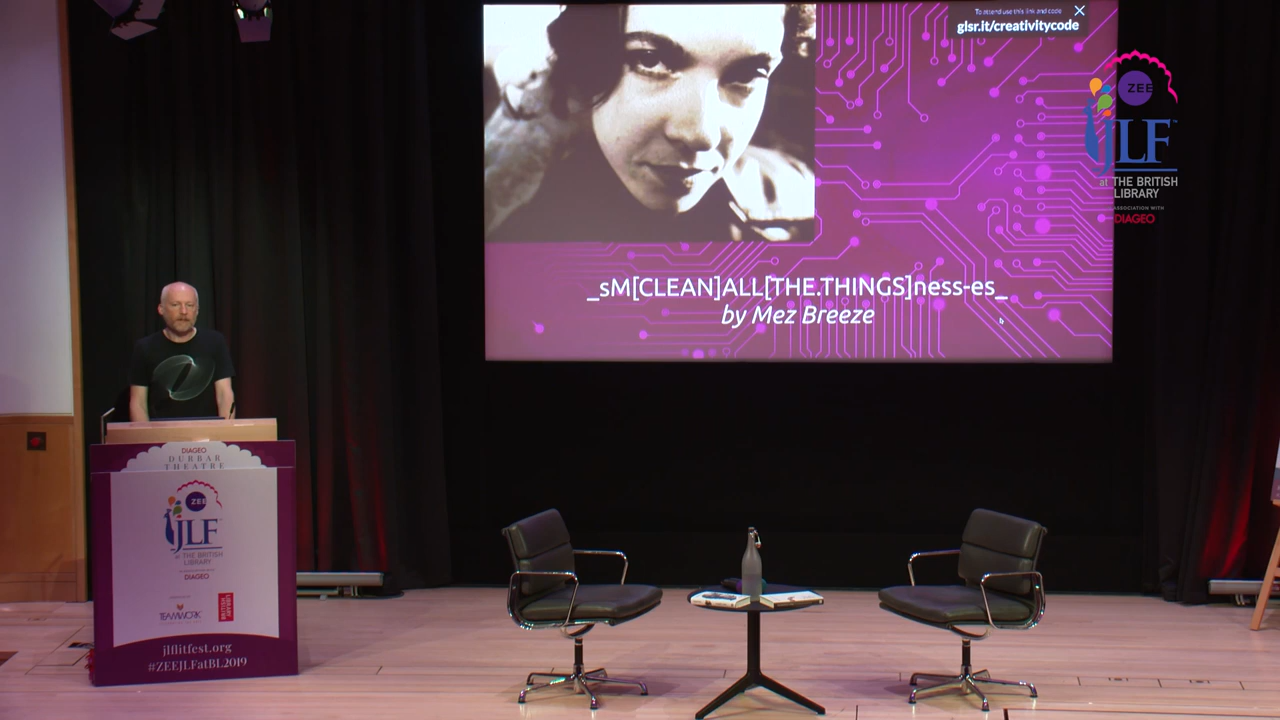 To attend use this link and code
glsr.it/creativitycode
ZEE
JLF
at THE BRITISH
LIBRARY
ASSOCIATION WITH
DIAGEO
_sM[CLEAN]ALL[THE.THINGS]ness-es_
by Mez Breeze
DIAGEO
DURBAR
THEATRE
ZEE
JLF
at THE BRITISH
LIBRARY
DIAGEO
TEAMWORK
jlflitfest.org
#ZEEJLFatBL2019